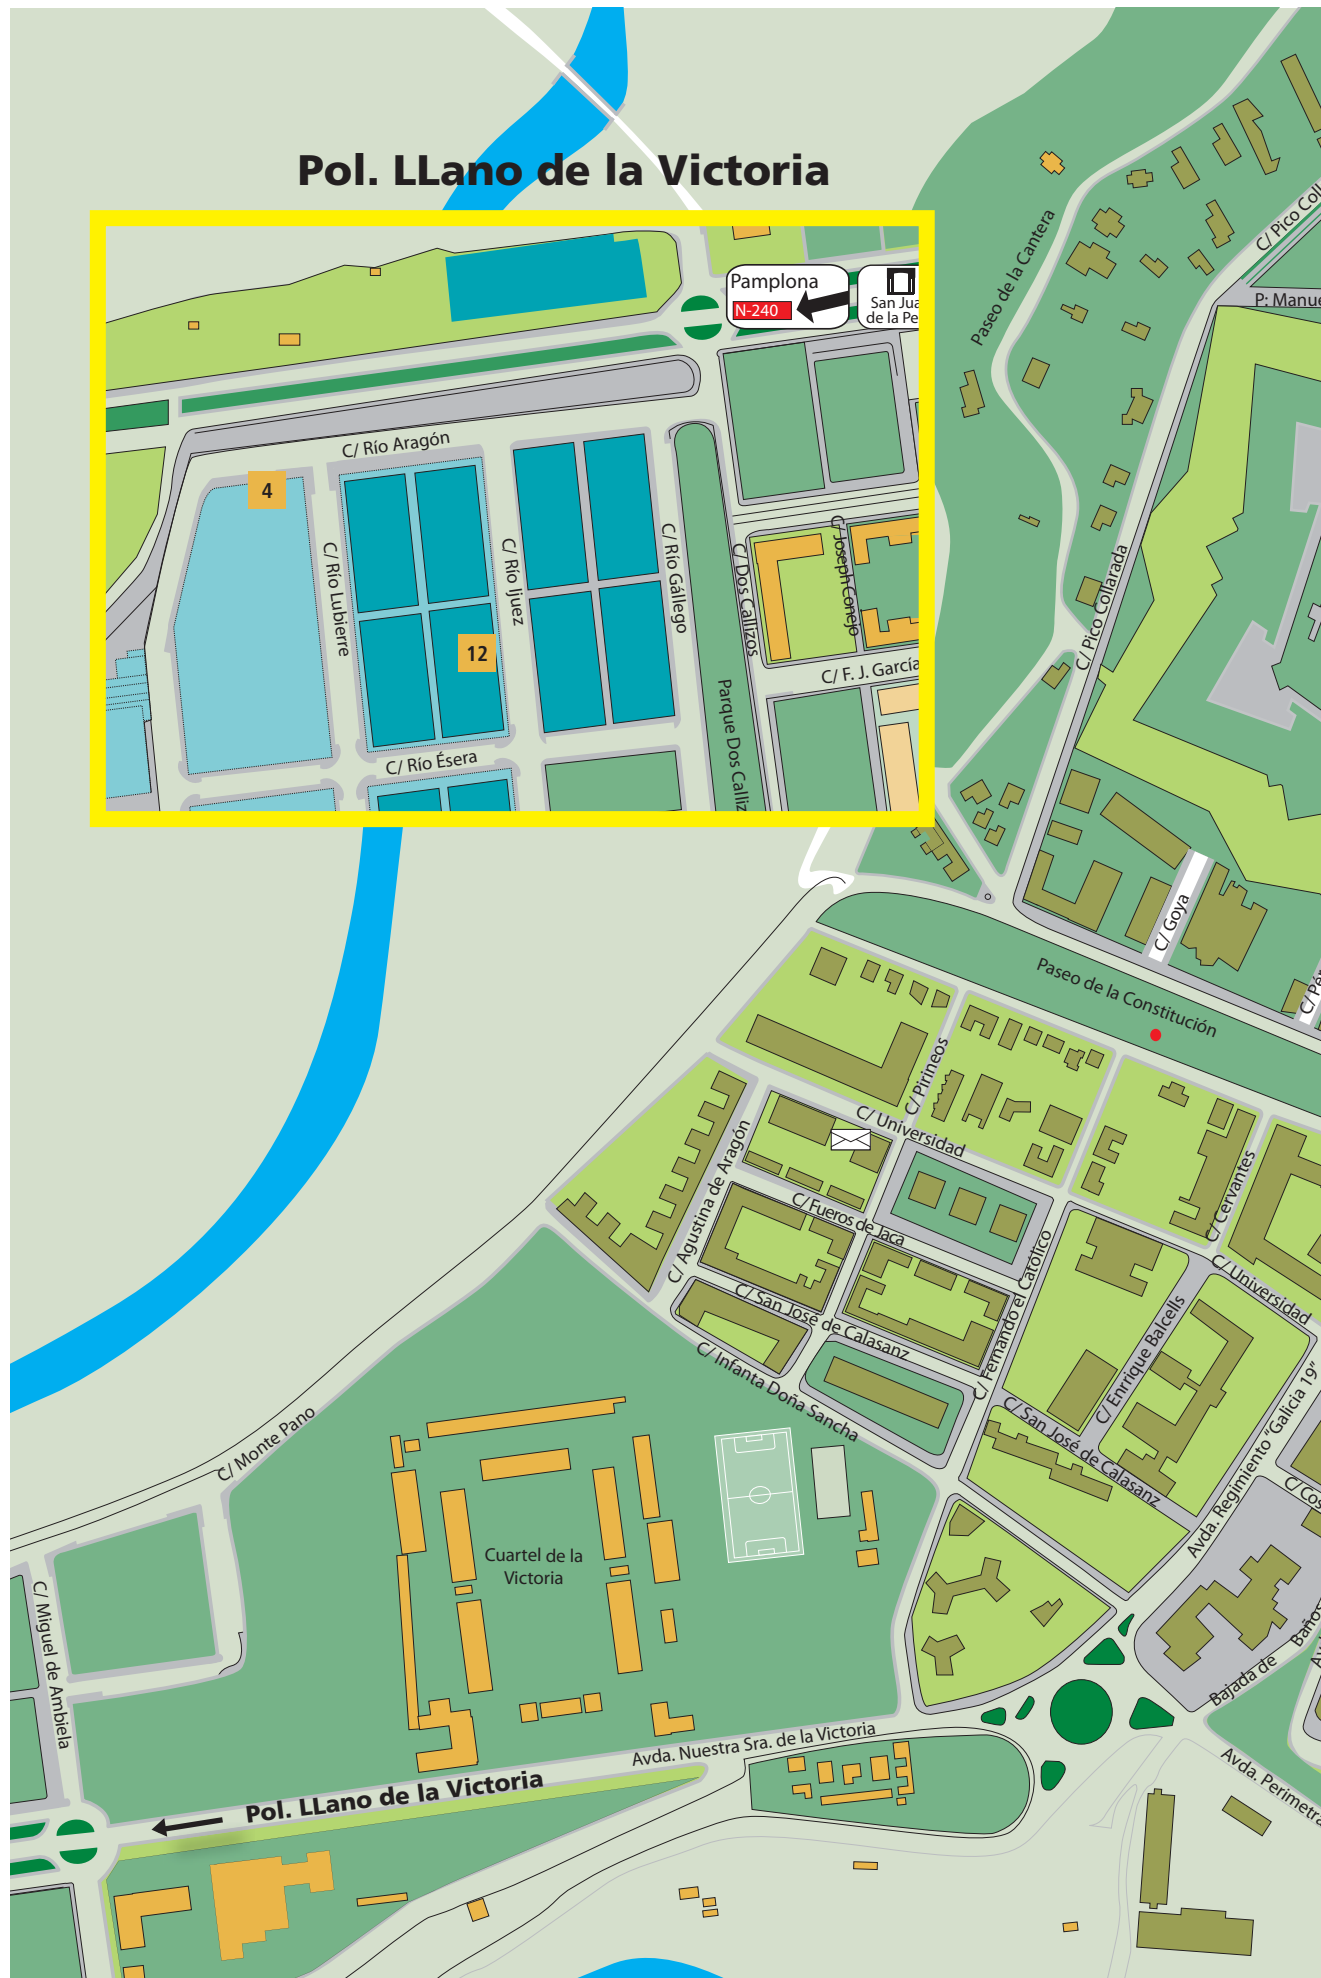 Pol. LLano de la Victoria
Pamplona
N-240
San Jua
de la Pe
C/ Río Aragón
4
C/ Río Lubierre
C/ Río Ijuez
C/ Río Gállego
12
C/ Río Ésera
C/ Dos Callizos
C/ Joseph Conejo
C/ F. J. García
Parque Dos Calliz
Paseo de la Cantera
C/ Pico Coll
P: Manue
C/ Pico Collarada
C/ Goya
C/ Pér
Paseo de la Constitución
C/ Pirineos
C/ Universidad
C/ Agustina de Aragón
C/ Fueros de Jaca
C/ Cervantes
C/ Universidad
C/ San José de Calasanz
C/ Fernando el Católico
C/ Enrrique Balcells
C/ Infanta Doña Sancha
C/ San José de Calasanz
Avda. Regimiento "Galicia 19"
C/ Cos
C/ Monte Pano
Cuartel de la
Victoria
C/ Miguel de Ambiela
Bajada de
Baños
Avda. Nuestra Sra. de la Victoria
Avda. Perimetra
Pol. LLano de la Victoria